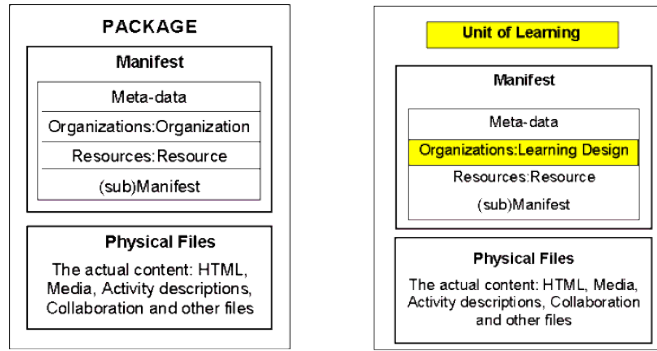 PACKAGE
Manifest
Meta-data
Organizations:Organization
Resources:Resource
(sub)Manifest
Physical Files
The actual content: HTML,
Media, Activity descriptions,
Collaboration and other files
Unit of Learning
Manifest
Meta-data
Organizations:Learning Design
Resources:Resource
(sub)Manifest
Physical Files
The actual content: HTML, Media,
Activity descriptions, Collaboration
and other files